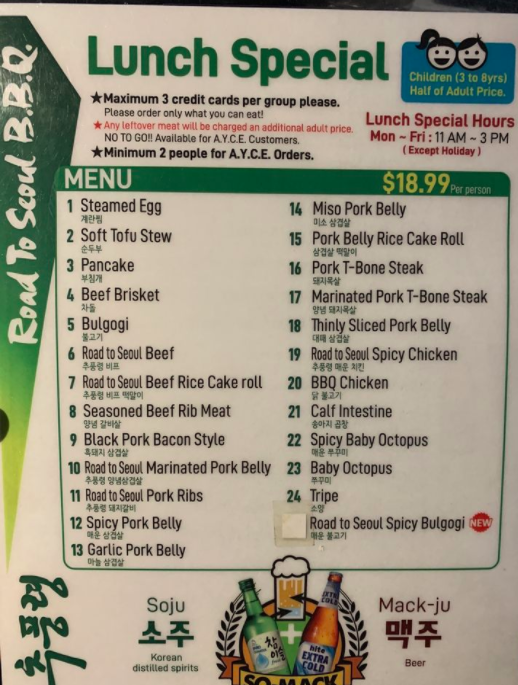 Road To Seoul B.B.Q.
추풍령
Lunch Special
★Maximum 3 credit cards per group please.
Please order only what you can eat!
★Any leftover meat will be charged an additional adult price.
NO TO GO!! Available for A.Y.C.E. Customers.
★Minimum 2 people for A.Y.C.E. Orders.
Children (3 to 8yrs)
Half of Adult Price.
Lunch Special Hours
Mon ~ Fri : 11 AM ~ 3 PM
( Except Holiday )
MENU
$18.99 Per person
1 Steamed Egg
계란찜
2 Soft Tofu Stew
순두부
3 Pancake
부침개
4 Beef Brisket
차돌
5 Bulgogi
불고기
6 Road to Seoul Beef
추풍령 비프
7 Road to Seoul Beef Rice Cake roll
추풍령 비프 떡말이
8 Seasoned Beef Rib Meat
양념 갈비살
9 Black Pork Bacon Style
흑돼지 삼겹살
10 Road to Seoul Marinated Pork Belly
추풍령 양념삼겹살
11 Road to Seoul Pork Ribs
추풍령 돼지갈비
12 Spicy Pork Belly
매운 삼겹살
13 Garlic Pork Belly
마늘 삼겹살
14 Miso Pork Belly
미소 삼겹살
15 Pork Belly Rice Cake Roll
삼겹살 떡말이
16 Pork T-Bone Steak
돼지목살
17 Marinated Pork T-Bone Steak
양념 돼지목살
18 Thinly Sliced Pork Belly
대패 삼겹살
19 Road to Seoul Spicy Chicken
추풍령 매운 치킨
20 BBQ Chicken
닭 불고기
21 Calf Intestine
송아지 곱창
22 Spicy Baby Octopus
매운 쭈꾸미
23 Baby Octopus
쭈꾸미
24 Tripe
소양
Road to Seoul Spicy Bulgogi NEW
매운 불고기
Soju
소주
Korean
distilled spirits
참이슬
hite
EXTRA
COLD
SO-MACK
Mack-ju
맥주
Beer